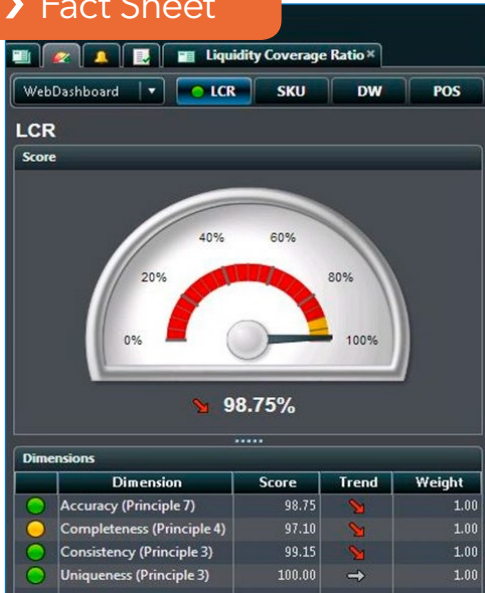 › Fact Sheet
Liquidity Coverage Ratio ×
WebDashboard LCR SKU DW POS
LCR
Score
40% 60%
20% 80%
0% 100%
98.75%
Dimensions
Dimension Score Trend Weight
Accuracy (Principle 7) 98.75 1.00
Completeness (Principle 4) 97.10 1.00
Consistency (Principle 3) 99.15 1.00
Uniqueness (Principle 3) 100.00 1.00